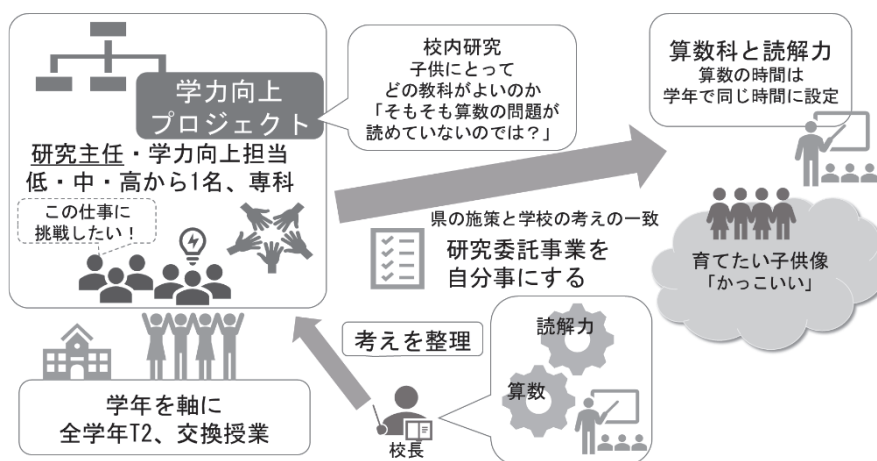 学力向上
プロジェクト
研究主任・学力向上担当
低・中・高から1名、専科
この仕事に
挑戦したい！
校内研究
子供にとって
どの教科がよいのか
「そもそも算数の問題が
読めていないのでは？」
算数科と読解力
算数の時間は
学年で同じ時間に設定
県の施策と学校の考えの一致
研究委託事業を
自分事にする
育てたい子供像
「かっこいい」
考えを整理
読解力
算数
校長
学年を軸に
全学年T2、交換授業